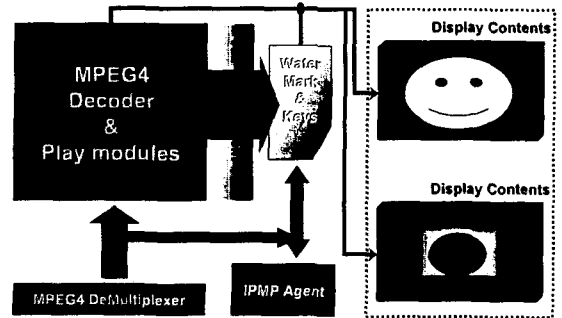 Display Contents
MPEG4
Decoder
&
Play modules
Water
Mark
&
Keys
Display Contents
MPEG4 DeMultiplexer
IPMP Agent